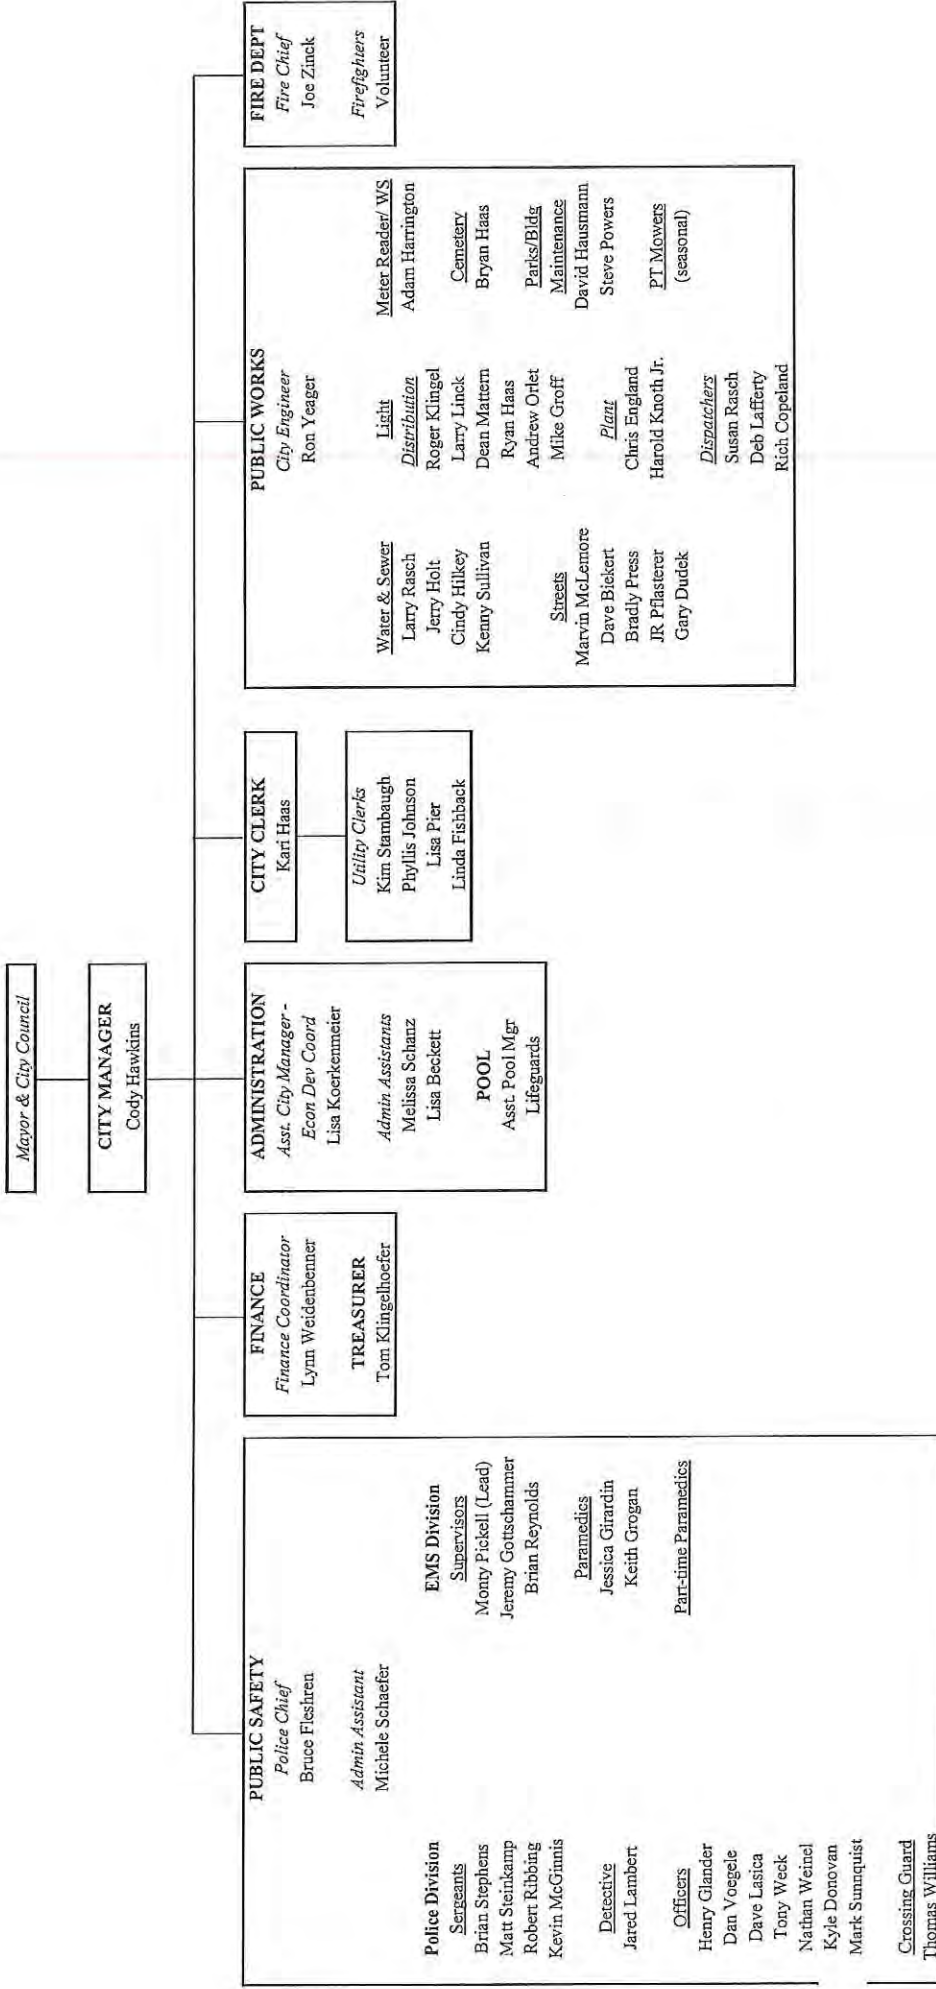 Mayor & City Council
CITY MANAGER
Cody Hawkins
PUBLIC SAFETY
Police Chief
Bruce Fleshren
Admin Assistant
Michele Schaefer
Police Division
Sergeants
Brian Stephens
Matt Steinkamp
Robert Ribbing
Kevin McGinnis
Detective
Jared Lambert
Officers
Henry Glander
Dan Voegele
Dave Lasica
Tony Weck
Nathan Weinel
Kyle Donovan
Mark Sunnquist
Crossing Guard
Thomas Williams
EMS Division
Supervisors
Monty Pickell (Lead)
Jeremy Gottschammer
Brian Reynolds
Paramedics
Jessica Girardin
Keith Grogan
Part-time Paramedics
FINANCE
Finance Coordinator
Lynn Weidenbenner
TREASURER
Tom Klingelhoefer
ADMINISTRATION
Asst. City Manager -
Econ Dev Coord
Lisa Koerkenmeier
Admin Assistants
Melissa Schanz
Lisa Beckett
POOL
Asst. Pool Mgr
Lifeguards
CITY CLERK
Kari Haas
Utility Clerks
Kim Stambaugh
Phyllis Johnson
Lisa Pier
Linda Fishback
PUBLIC WORKS
City Engineer
Ron Yeager
Water & Sewer
Larry Rasch
Jerry Holt
Cindy Hilkey
Kenny Sullivan
Streets
Marvin McLemore
Dave Biekert
Bradly Press
JR Pflasterer
Gary Dudek
Light
Distribution
Roger Klingel
Larry Linck
Dean Mattern
Ryan Haas
Andrew Orlet
Mike Groff
Plant
Chris England
Harold Knoth Jr.
Dispatchers
Susan Rasch
Deb Lafferty
Rich Copeland
Meter Reader/ WS
Adam Harrington
Cemetery
Bryan Haas
Parks/Bldg
Maintenance
David Hausmann
Steve Powers
PT Mowers
(seasonal)
FIRE DEPT
Fire Chief
Joe Zinck
Firefighters
Volunteer